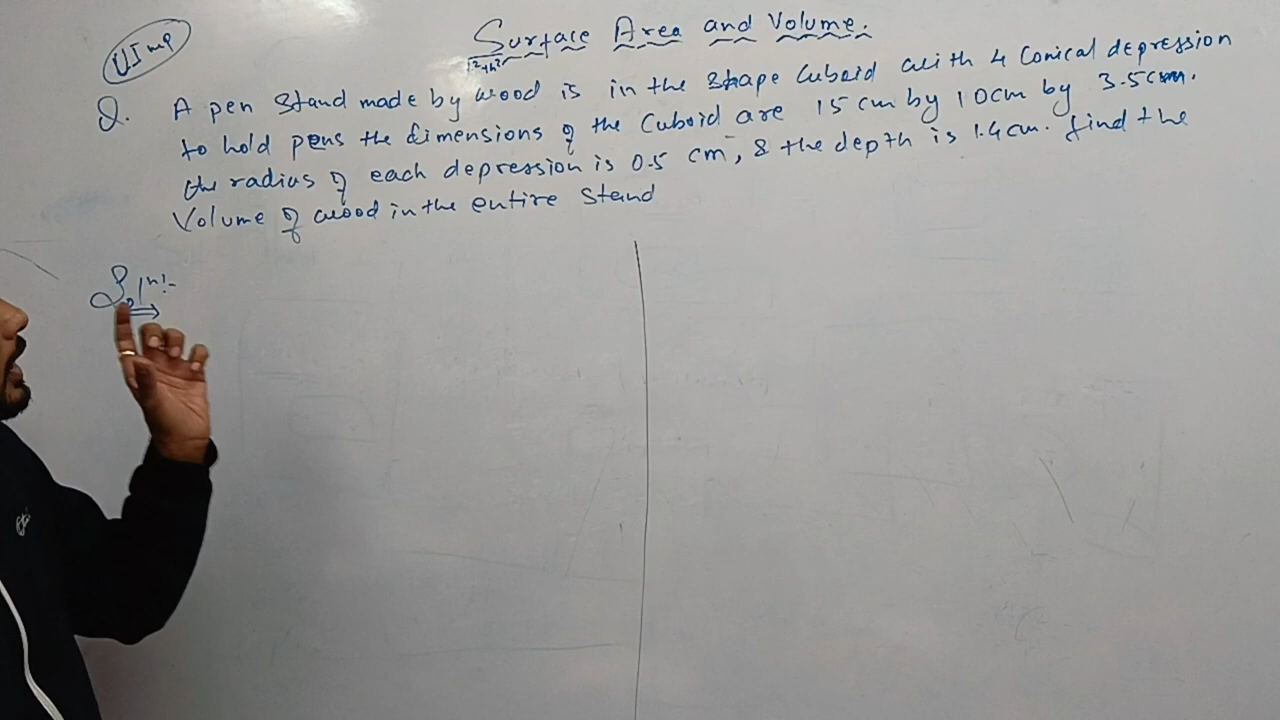 VImp
Surface Area and Volume.
Q. A pen stand made by wood is in the shape Cuboid with 4 Conical depression
to hold pens the dimensions of the Cuboid are 15 cm by 10cm by 3.5cm.
the radius of each depression is 0.5 cm, & the depth is 1.4 cm. find the
Volume of wood in the entire Stand
Soln:-